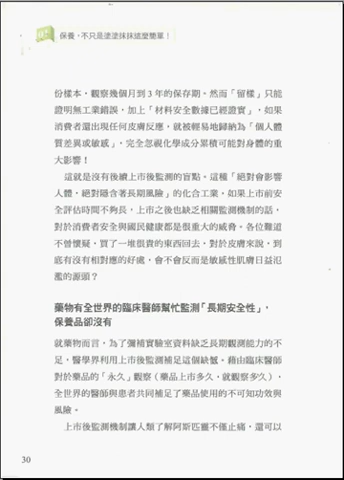 保養,不只是塗塗抹抹這麼簡單!
份樣本,觀察幾個月到3年的保存期。然而「留樣」只能
證明無工業錯誤,加上「材料安全數據已經證實」,如果
消費者還出現任何皮膚反應,就被輕易地歸納為「個人體
質差異或敏感」,完全忽視化學成分累積可能對身體的重
大影響!
這就是沒有後續上市後監測的盲點。這種「絕對會影響
人體,絕對隱含著長期風險」的化合工業,如果上市前安
全評估時間不夠長,上市之後也缺乏相關監測機制的話,
對於消費者安全與國民健康都是很重大的威脅。各位難道
不曾懷疑,買了一堆很貴的東西回去,對於皮膚來說,到
底有沒有相對應的好處,會不會反而是敏感性肌膚日益氾
濫的源頭?
藥物有全世界的臨床醫師幫忙監測「長期安全性」,
保養品卻沒有
就藥物而言,為了彌補實驗室資料缺乏長期觀測能力的不
足,醫學界利用上市後監測補足這個缺憾。藉由臨床醫師
對於藥品的「永久」觀察(藥品上市多久,就觀察多久),
全世界的醫師與患者共同補足了藥品使用的不可知功效與
風險。
上市後監測機制讓人類了解阿斯匹靈不僅止痛,還可以
30